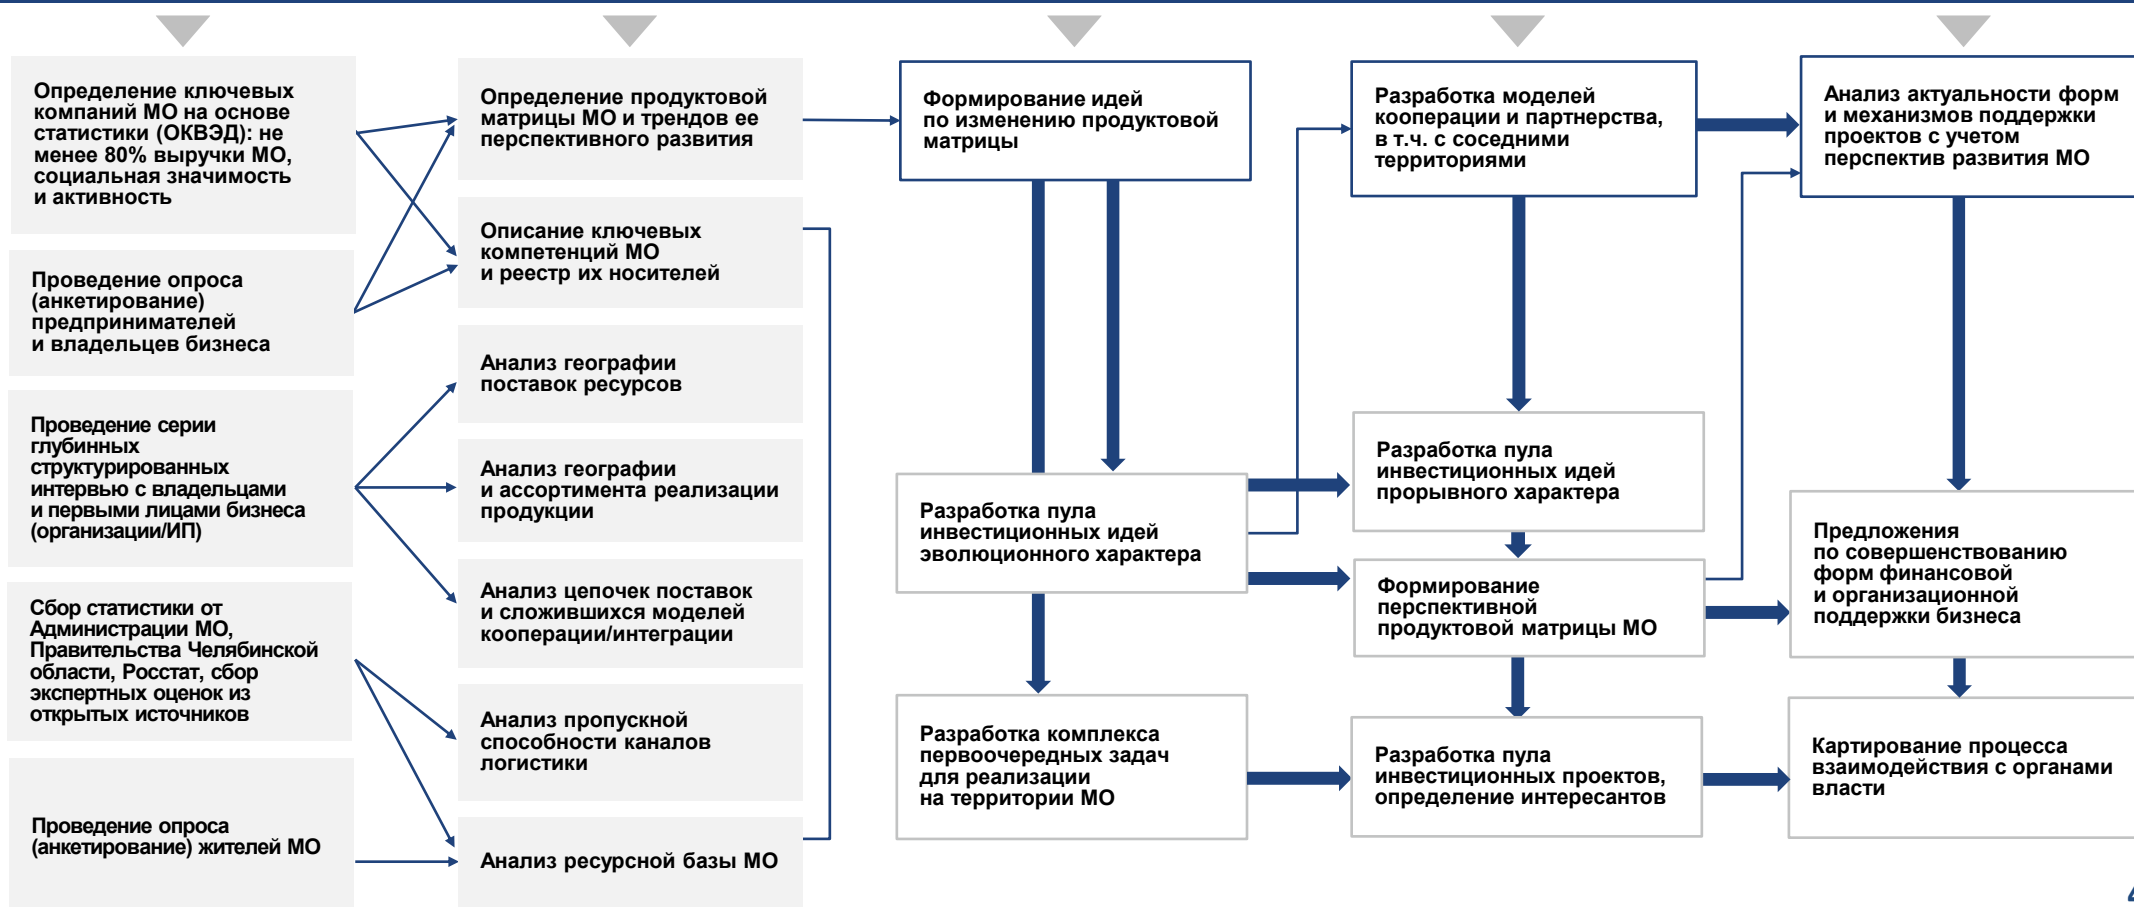 Определение ключевых
компаний МО на основе
статистики (ОКВЭД): не
менее 80% выручки МО,
социальная значимость
и активность
Проведение опроса
(анкетирование)
предпринимателей
и владельцев бизнеса
Проведение серии
глубинных
структурированных
интервью с владельцами
и первыми лицами бизнеса
(организации/ИП)
Сбор статистики от
Администрации МО,
Правительства Челябинской
области, Росстат, сбор
экспертных оценок из
открытых источников
Проведение опроса
(анкетирование) жителей МО
Определение продуктовой
матрицы МО и трендов ее
перспективного развития
Описание ключевых
компетенций МО
и реестр их носителей
Анализ географии
поставок ресурсов
Анализ географии
и ассортимента реализации
продукции
Анализ цепочек поставок
и сложившихся моделей
кооперации/интеграции
Анализ пропускной
способности каналов
логистики
Анализ ресурсной базы МО
Формирование идей
по изменению продуктовой
матрицы
Разработка пула
инвестиционных идей
эволюционного характера
Разработка комплекса
первоочередных задач
для реализации
на территории МО
Разработка моделей
кооперации и партнерства,
в т.ч. с соседними
территориями
Разработка пула
инвестиционных идей
прорывного характера
Формирование
перспективной
продуктовой матрицы МО
Разработка пула
инвестиционных проектов,
определение интересантов
Анализ актуальности форм
и механизмов поддержки
проектов с учетом
перспектив развития МО
Предложения
по совершенствованию
форм финансовой
и организационной
поддержки бизнеса
Картирование процесса
взаимодействия с органами
власти